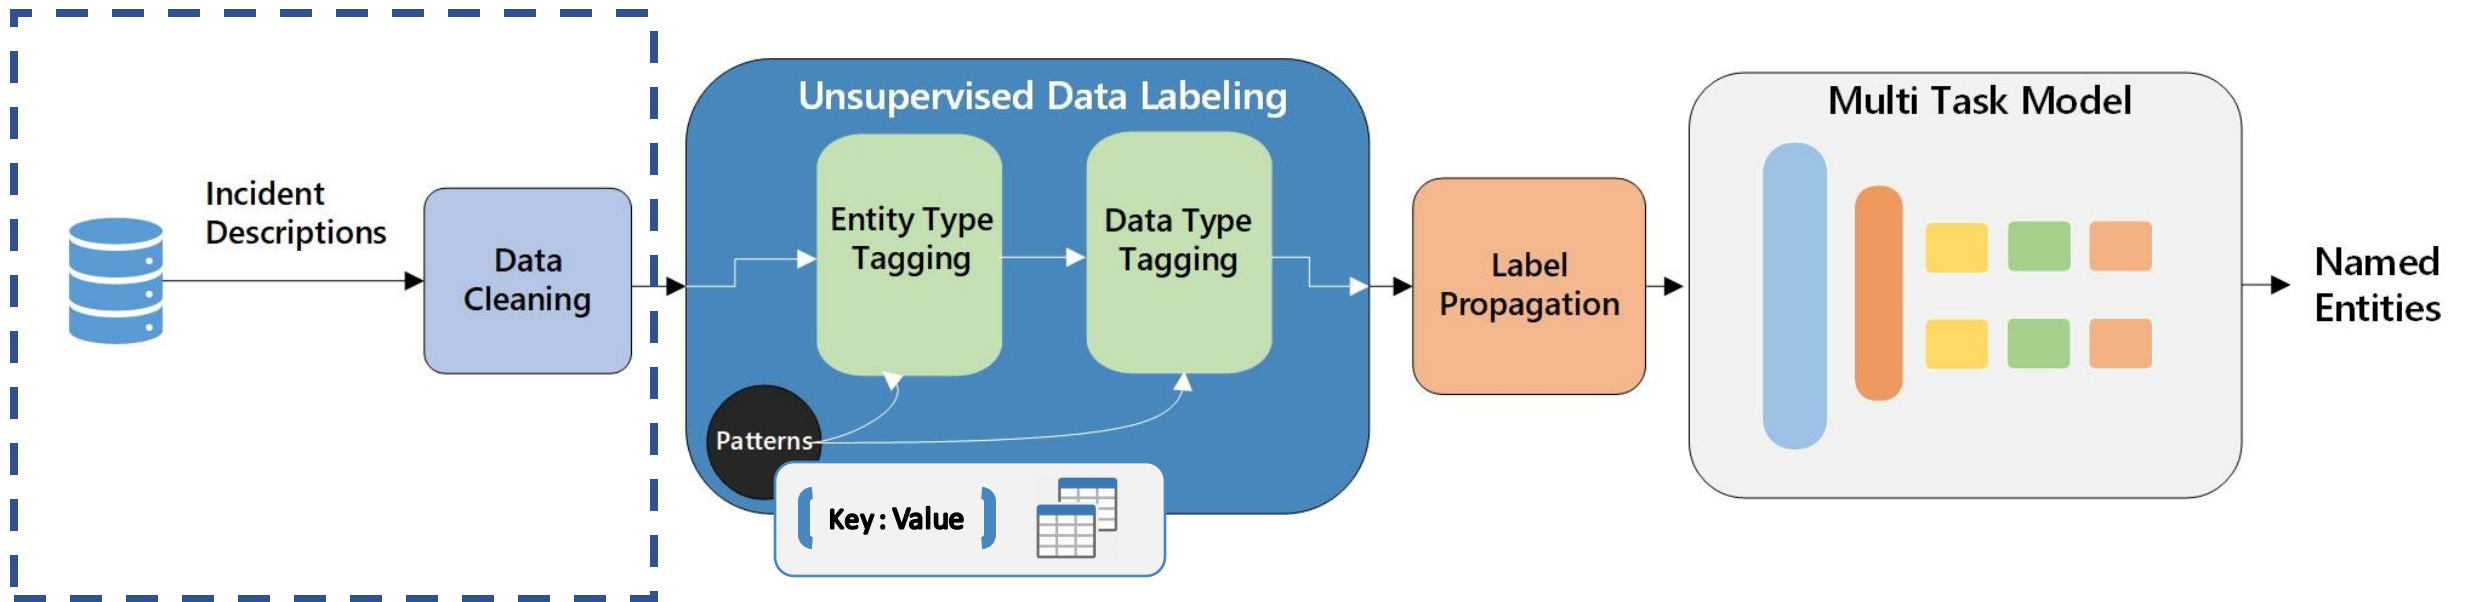 Incident
Descriptions
Data
Cleaning
Unsupervised Data Labeling
Entity Type
Tagging
Data Type
Tagging
Patterns
Key : Value
Label
Propagation
Multi Task Model
Named
Entities